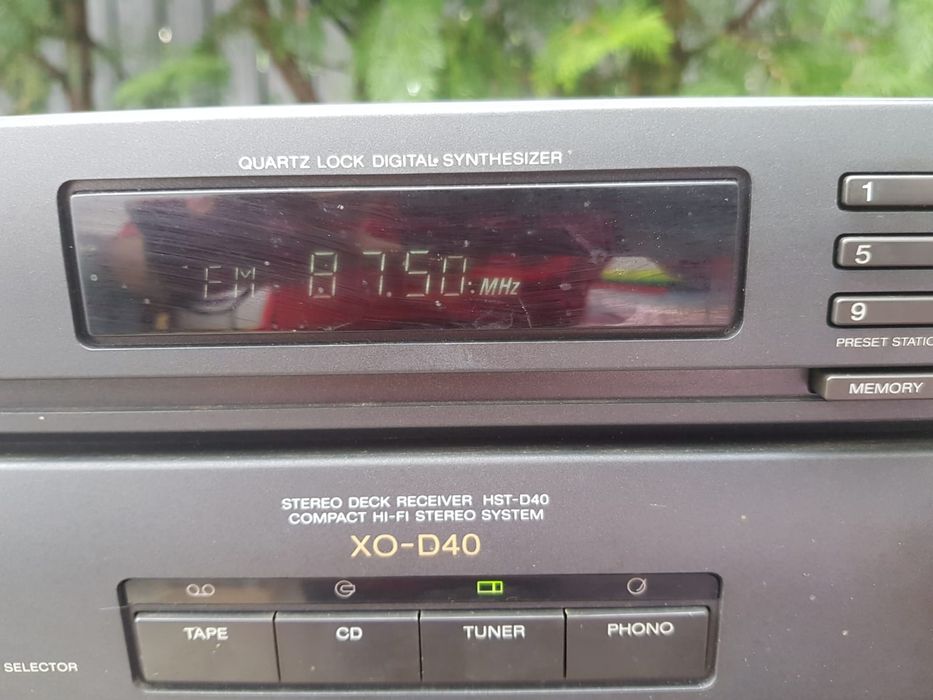 QUARTZ LOCK DIGITAL SYNTHESIZER
FM 87.50 MHz
1
5
9
PRESET STATIO
MEMORY
STEREO DECK RECEIVER HST-D40
COMPACT HI-FI STEREO SYSTEM
XO-D40
TAPE CD TUNER PHONO
SELECTOR